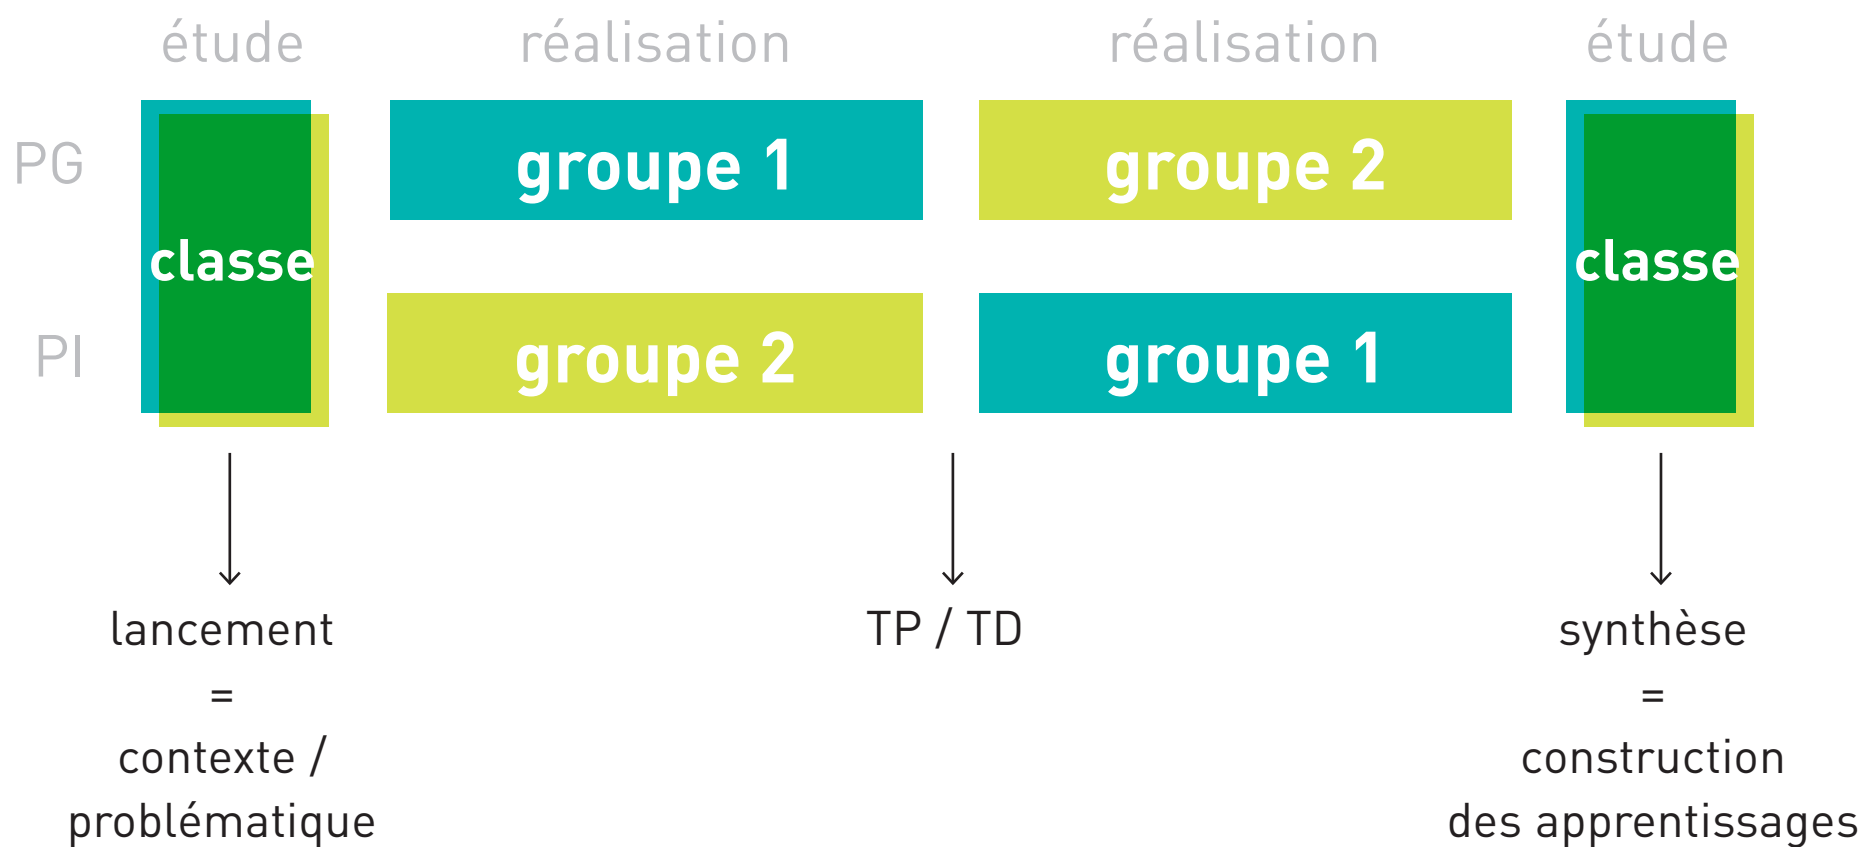 étude réalisation réalisation étude
PG groupe 1 groupe 2
classe classe
PI groupe 2 groupe 1
lancement TP / TD synthèse
= =
contexte / construction
problématique des apprentissages